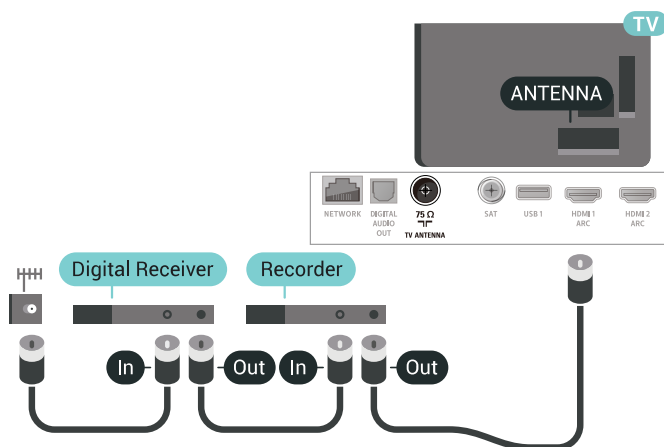 TV
ANTENNA
NETWORK
DIGITAL
AUDIO
OUT
75 Ω
TV ANTENNA
SAT
USB 1
HDMI 1
ARC
HDMI 2
ARC
Digital Receiver
Recorder
In
Out
In
Out